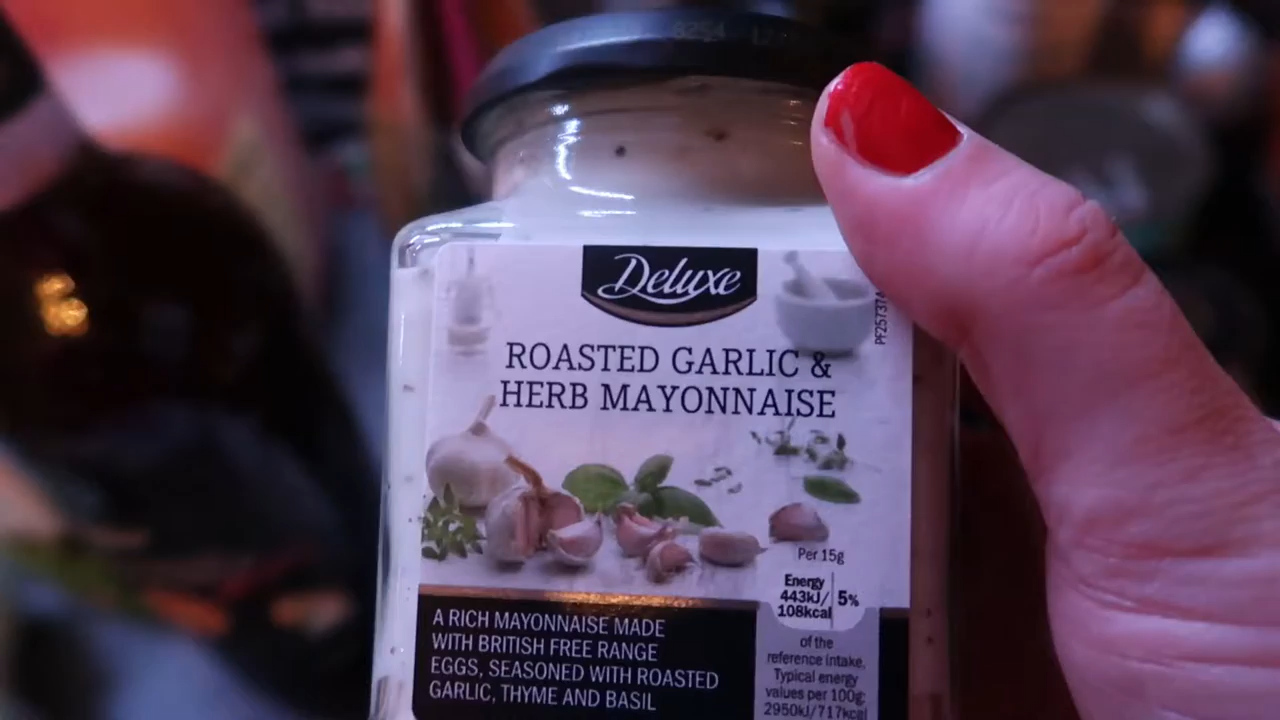 Deluxe
ROASTED GARLIC &
HERB MAYONNAISE
Per 15g
Energy
443kJ/
108kcal
5%
of the
reference intake.
Typical energy
values per 100g:
2950kJ/717kcal
A RICH MAYONNAISE MADE
WITH BRITISH FREE RANGE
EGGS, SEASONED WITH ROASTED
GARLIC, THYME AND BASIL